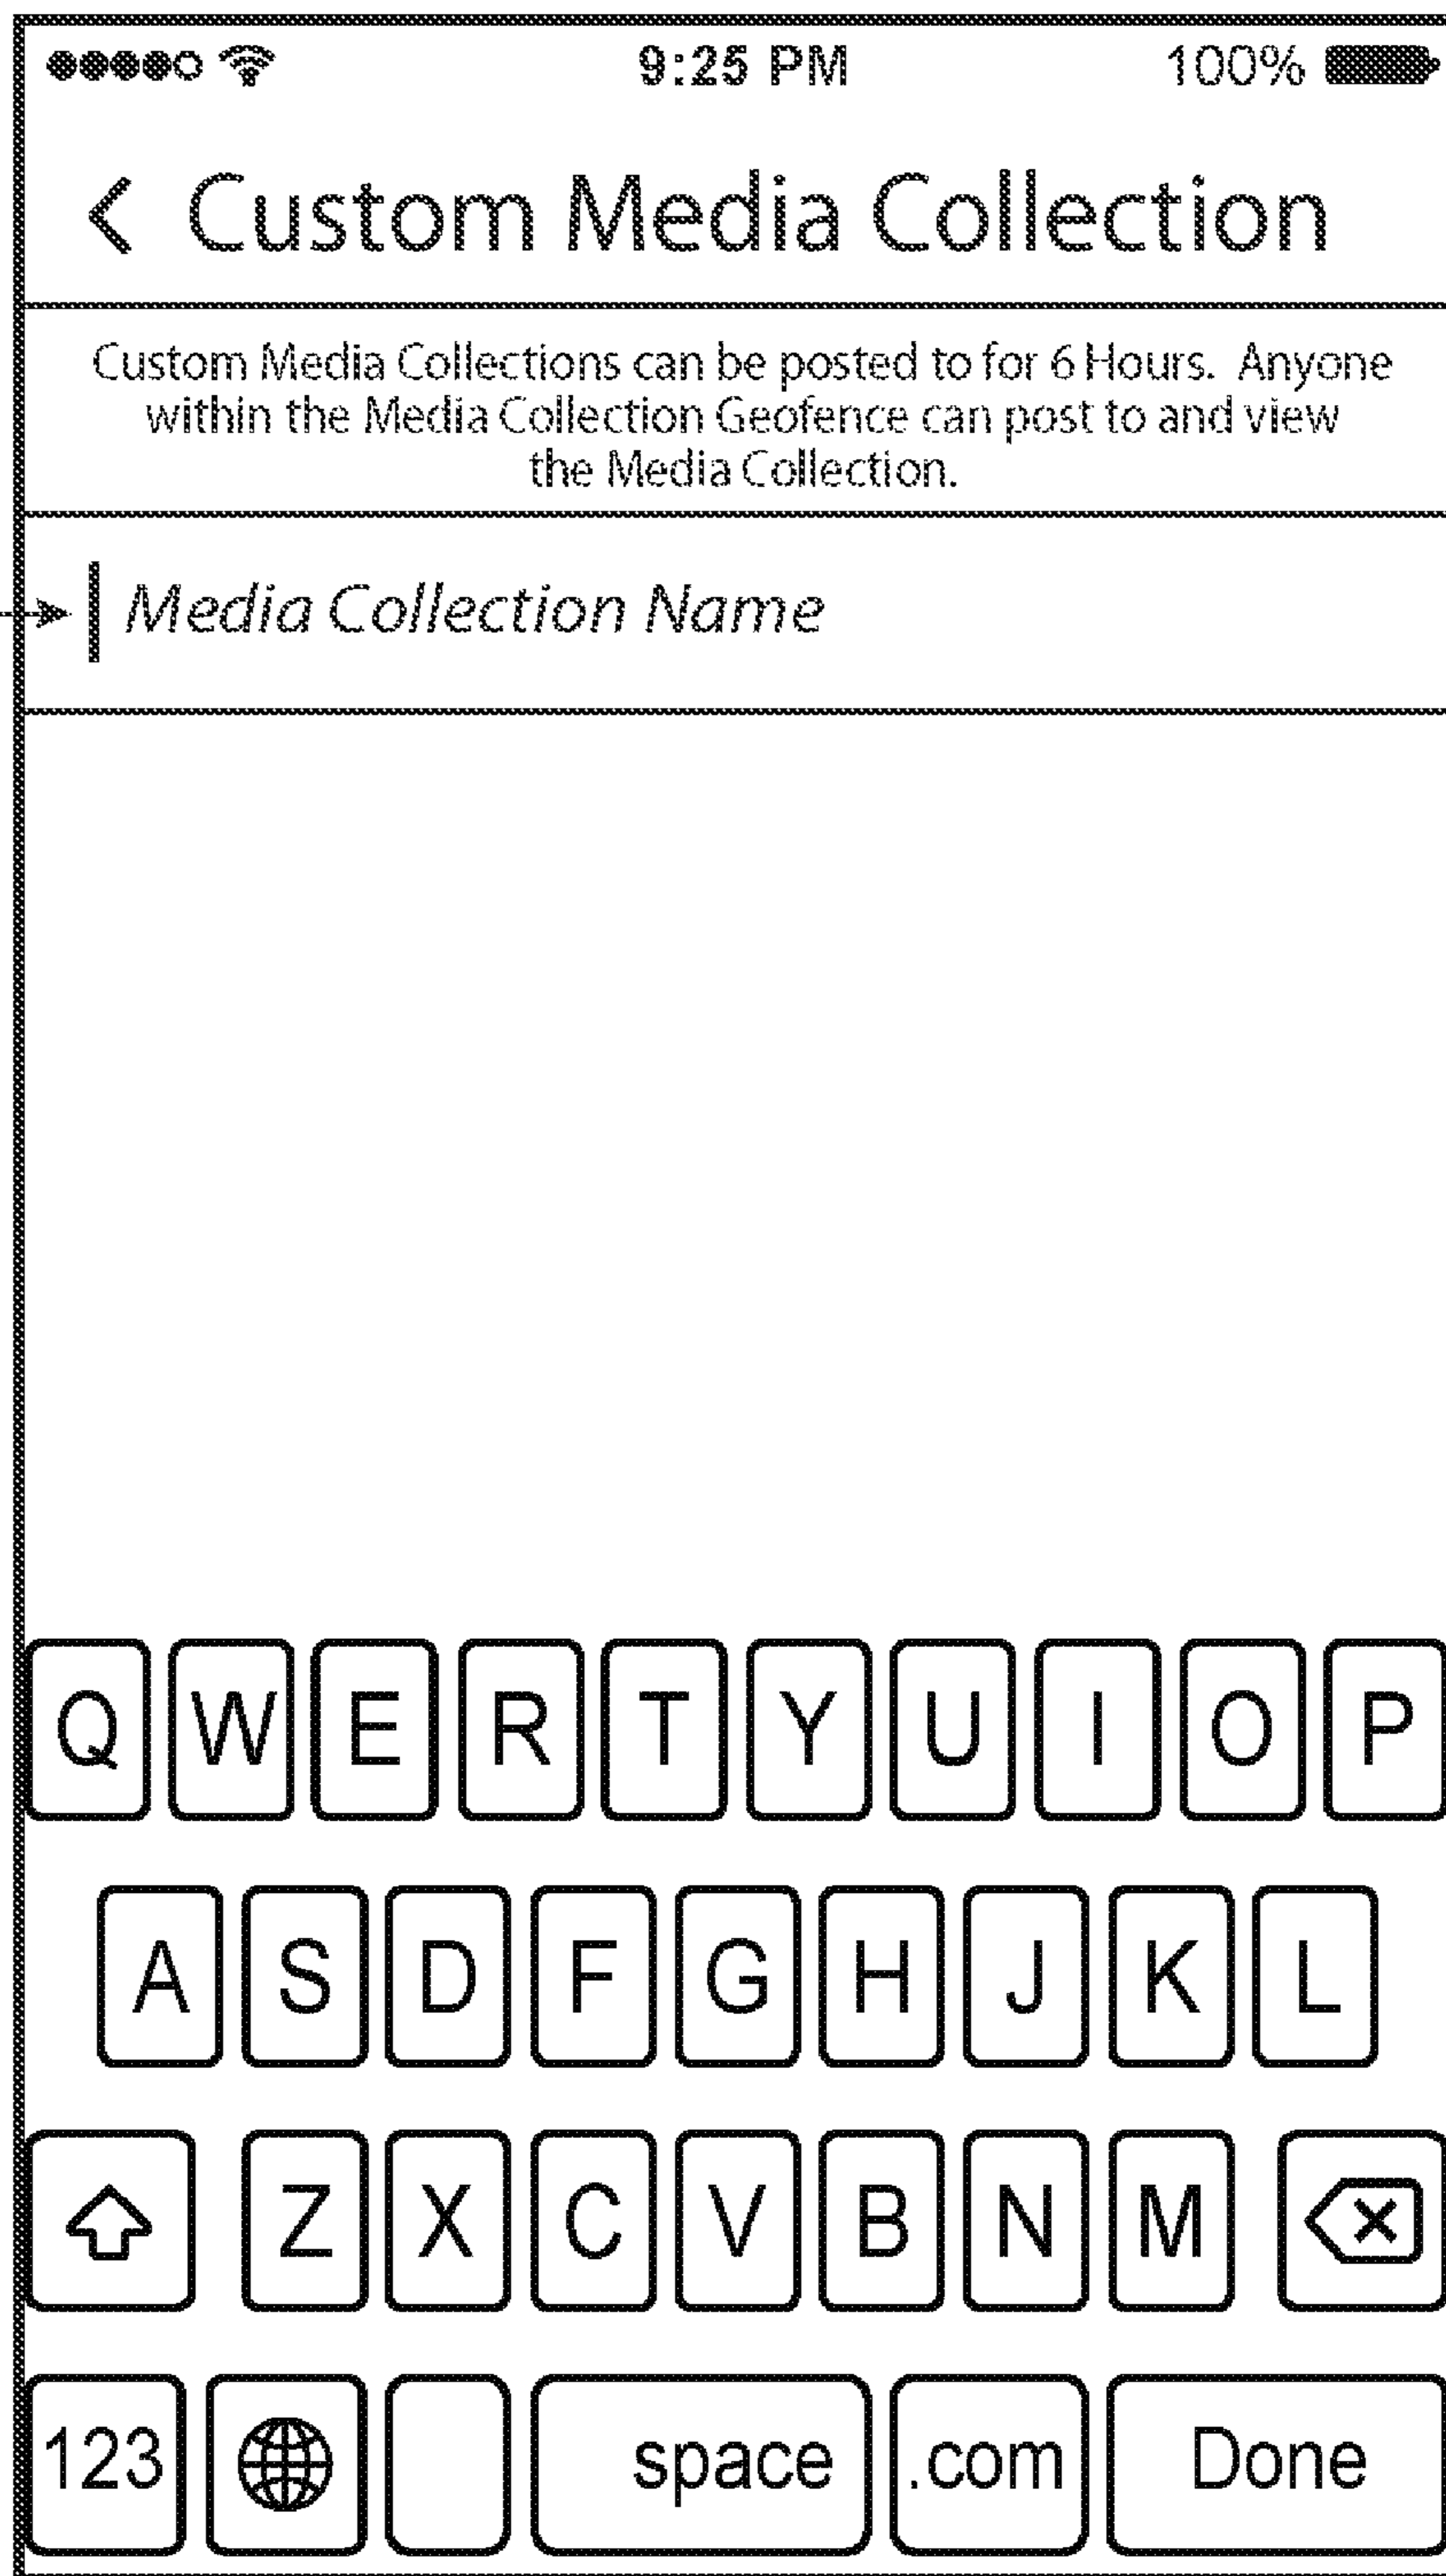 9:25 PM 100%
Custom Media Collection
Custom Media Collections can be posted to for 6 Hours.  Anyone
within the Media Collection Geofence can post to and view
the Media Collection.
Media Collection Name
Q W E R T Y U I O P
A S D F G H J K L
Z X C V B N M
123 space .com Done